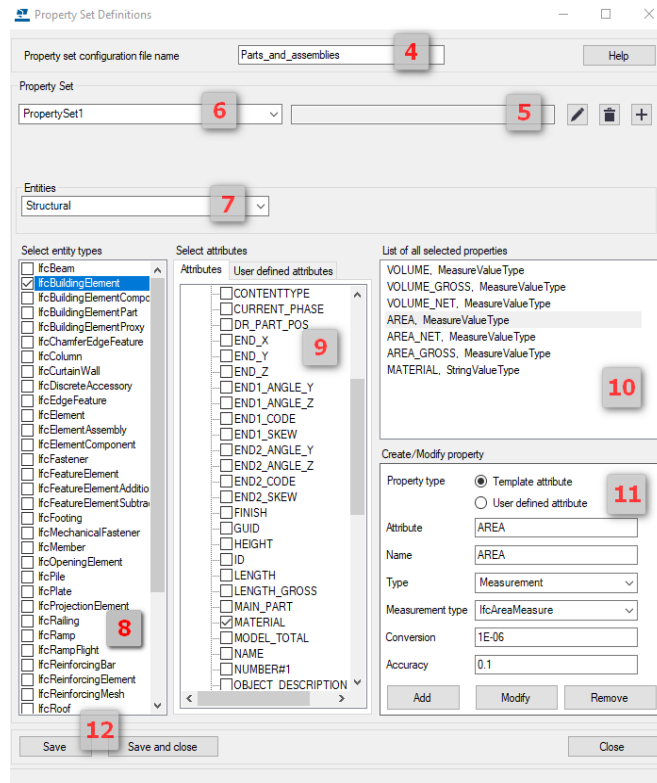 Property Set Definitions
Property set configuration file name
Parts_and_assemblies
4
Help
Property Set
PropertySet1
6
5
Entities
Structural
7
Select entity types
IfcBeam
IfcBuildingElement
IfcBuildingElementCompo
IfcBuildingElementPart
IfcBuildingElementProxy
IfcChamferEdgeFeature
IfcColumn
IfcCurtainWall
IfcDiscreteAccessory
IfcEdgeFeature
IfcElement
IfcElementAssembly
IfcElementComponent
IfcFastener
IfcFeatureElement
IfcFeatureElementAdditio
IfcFeatureElementSubtra
IfcFooting
IfcMechanicalFastener
IfcMember
IfcOpeningElement
IfcPile
IfcPlate
IfcProjectionElement
IfcRailing
IfcRamp
IfcRampFlight
IfcReinforcingBar
IfcReinforcingElement
IfcReinforcingMesh
IfcRoof
8
Select attributes
Attributes
User defined attributes
CONTENTTYPE
CURRENT_PHASE
DR_PART_POS
END_X
END_Y
END_Z
END1_ANGLE_Y
END1_ANGLE_Z
END1_CODE
END1_SKEW
END2_ANGLE_Y
END2_ANGLE_Z
END2_CODE
END2_SKEW
FINISH
GUID
HEIGHT
ID
LENGTH
LENGTH_GROSS
MAIN_PART
MATERIAL
MODEL_TOTAL
NAME
NUMBER#1
OBJECT_DESCRIPTION
9
List of all selected properties
VOLUME, MeasureValueType
VOLUME_GROSS, MeasureValueType
VOLUME_NET, MeasureValueType
AREA, MeasureValueType
AREA_NET, MeasureValueType
AREA_GROSS, MeasureValueType
MATERIAL, StringValueType
10
Create/Modify property
Property type
Template attribute
User defined attribute
11
Attribute
AREA
Name
AREA
Type
Measurement
Measurement type
IfcAreaMeasure
Conversion
1E-06
Accuracy
0.1
Add
Modify
Remove
12
Save
Save and close
Close